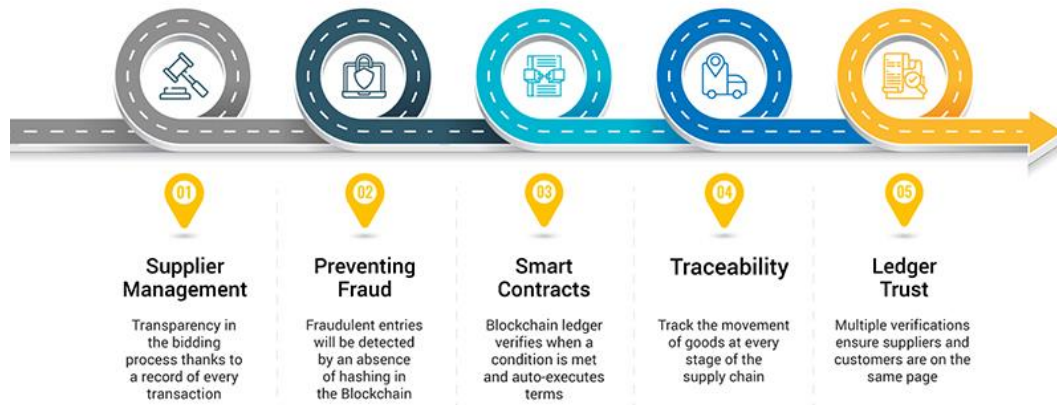 01
Supplier
Management
Transparency in
the bidding
process thanks to
a record of every
transaction
02
Preventing
Fraud
Fraudulent entries
will be detected
by an absence
of hashing in
the Blockchain
03
Smart
Contracts
Blockchain ledger
verifies when a
condition is met
and auto-executes
terms
04
Traceability
Track the movement
of goods at every
stage of the
supply chain
05
Ledger
Trust
Multiple verifications
ensure suppliers and
customers are on the
same page